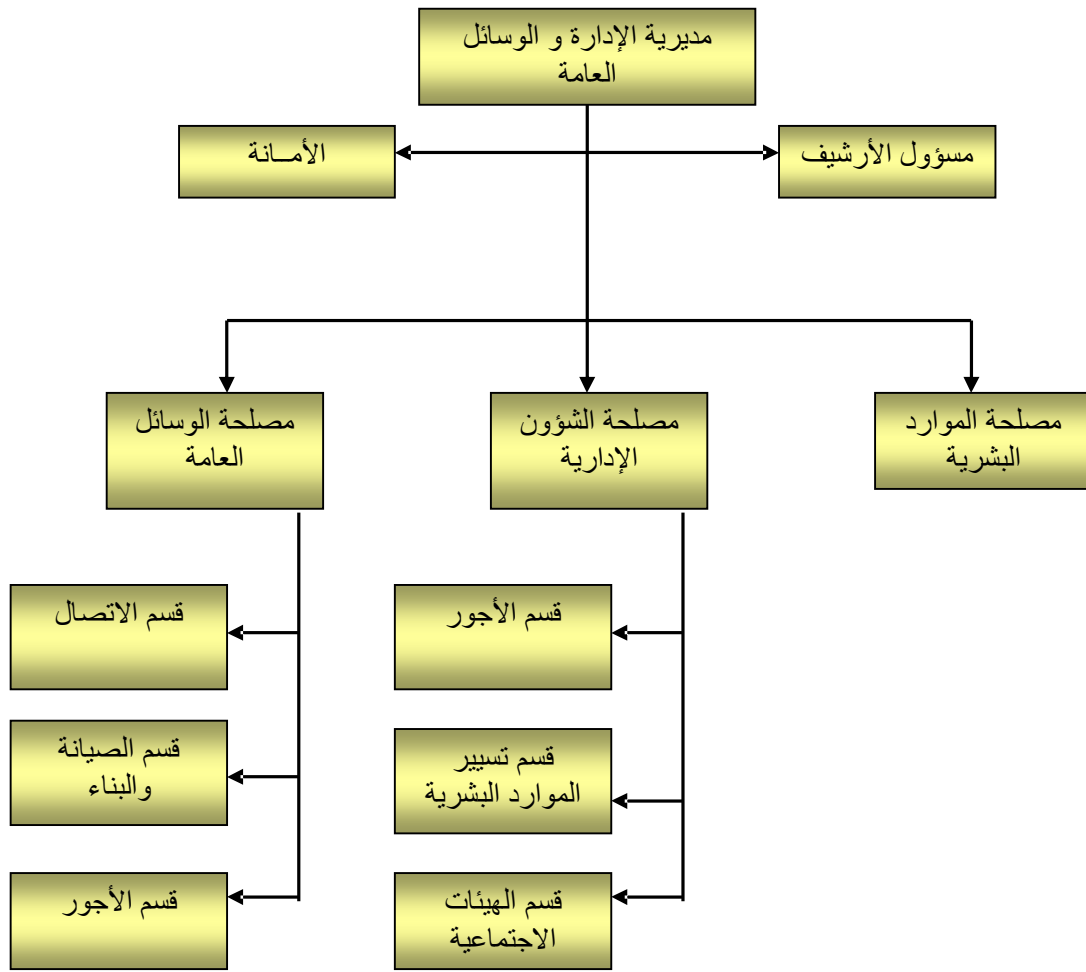 مديرية الإدارة و الوسائل
العامة
مسؤول الأرشيف
الأمــانة
مصلحة الموارد
البشرية
مصلحة الشؤون
الإدارية
مصلحة الوسائل
العامة
قسم الأجور
قسم تسيير
الموارد البشرية
قسم الهيئات
الاجتماعية
قسم الاتصال
قسم الصيانة
والبناء
قسم الأجور